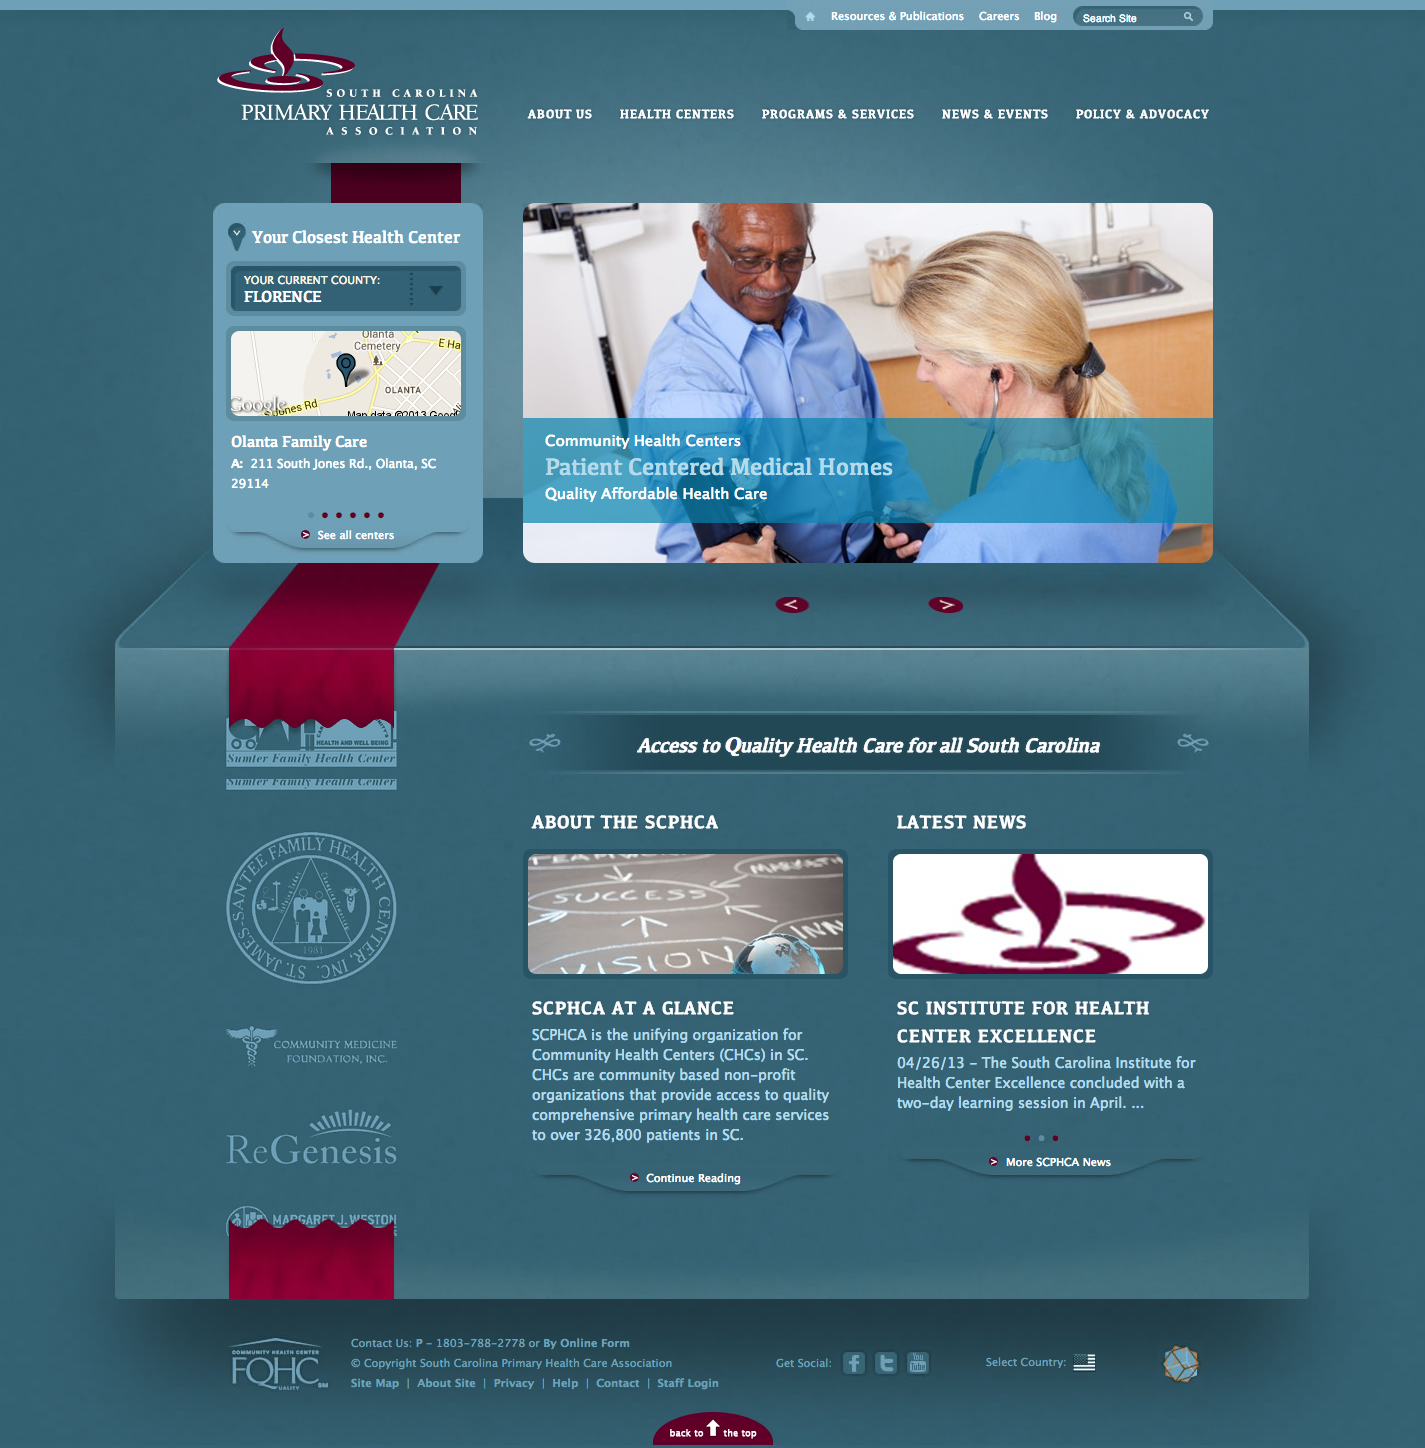 Resources & Publications
Careers
Blog
Search Site
SOUTH CAROLINA
PRIMARY HEALTH CARE
ASSOCIATION
ABOUT US
HEALTH CENTERS
PROGRAMS & SERVICES
NEWS & EVENTS
POLICY & ADVOCACY
Your Closest Health Center
YOUR CURRENT COUNTY:
FLORENCE
Olanta
Cemetery
E Ha
OLANTA
Google
S Jones Rd
Map data ©2013 Googl
Olanta Family Care
A: 211 South Jones Rd., Olanta, SC
29114
See all centers
Community Health Centers
Patient Centered Medical Homes
Quality Affordable Health Care
HEALTH AND WELL BEING
Sumter Family Health Center
Sumter Family Health Center
Access to Quality Health Care for all South Carolina
ST. JAMES-SANTEE FAMILY HEALTH CENTER, INC.
1981
COMMUNITY MEDICINE
FOUNDATION, INC.
ReGenesis
MARGARET J. WESTON
ABOUT THE SCPHCA
TEAMWORK
SUCCESS
VISION
INN
SCPHCA AT A GLANCE
SCPHCA is the unifying organization for
Community Health Centers (CHCs) in SC.
CHCs are community based non-profit
organizations that provide access to quality
comprehensive primary health care services
to over 326,800 patients in SC.
Continue Reading
LATEST NEWS
SC INSTITUTE FOR HEALTH
CENTER EXCELLENCE
04/26/13 - The South Carolina Institute for
Health Center Excellence concluded with a
two-day learning session in April. ...
More SCPHCA News
COMMUNITY HEALTH CENTER
FQHC
QUALITY
SM
Contact Us: P - 1803-788-2778 or By Online Form
© Copyright South Carolina Primary Health Care Association
Site Map | About Site | Privacy | Help | Contact | Staff Login
Get Social:
You
Tube
Select Country:
back to the top